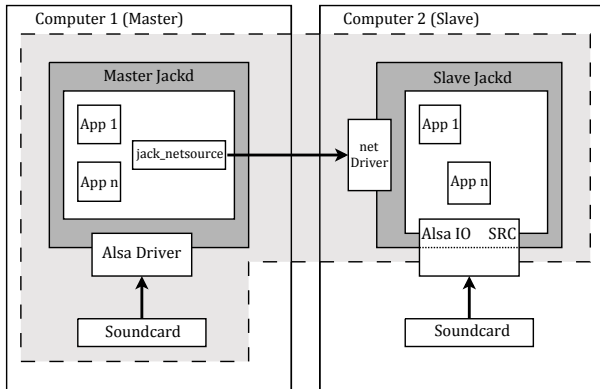 Computer 1 (Master)
Master Jackd
App 1
jack_netsource
App n
Alsa Driver
Soundcard
Computer 2 (Slave)
Slave Jackd
net
Driver
App 1
App n
Alsa IO SRC
Soundcard